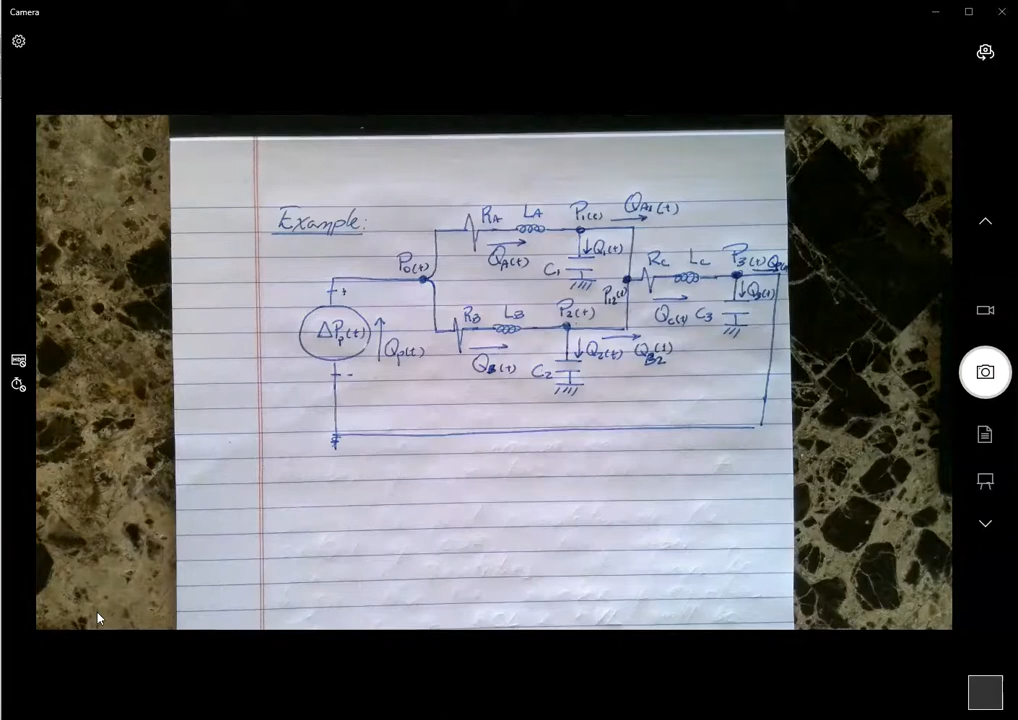 Camera
Example:
RA LA P1(t) QA1(t)
QA(t) Q1(t)
C1
P0(t)
RC LC P3(t)
P12(t)
QC(t) C3
+
ΔPp(t)
-
Qp(t)
RB LB P2(t)
QB(t) Q2(t) QB2(t)
C2